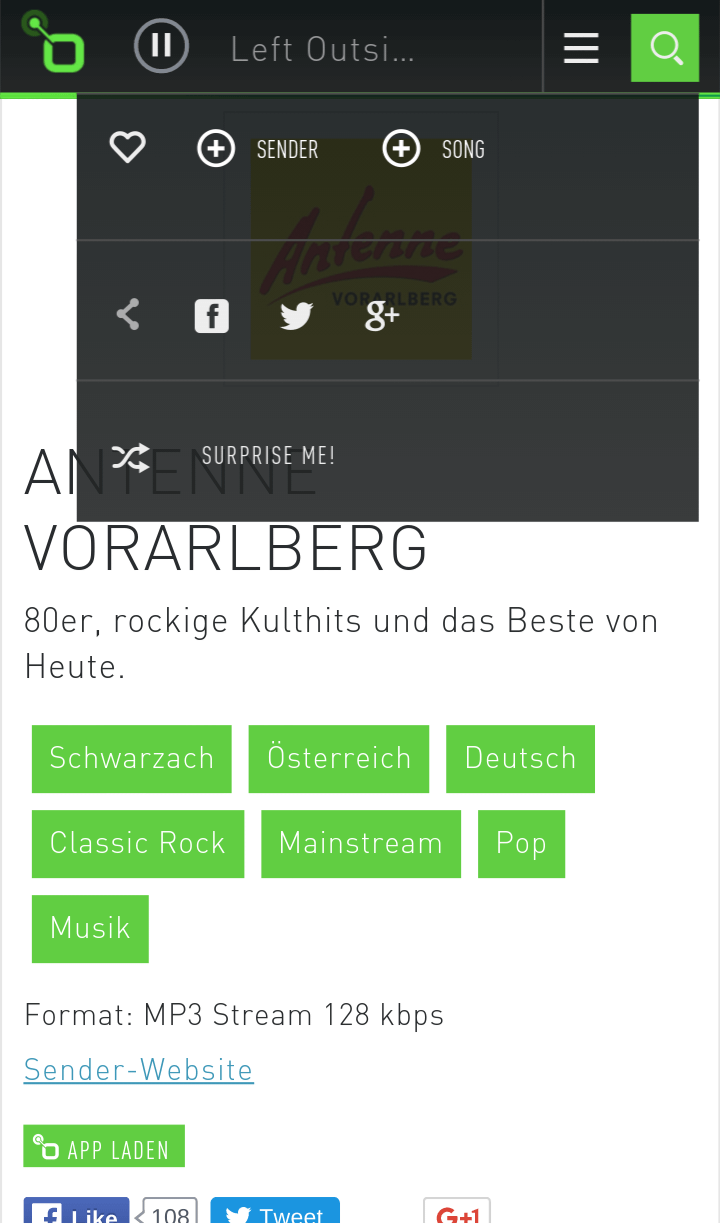 Left Outsi...
SENDER SONG
Antenne
VORARLBERG
g+
SURPRISE ME!
ANTENNE
VORARLBERG
80er, rockige Kulthits und das Beste von
Heute.
Schwarzach Österreich Deutsch
Classic Rock Mainstream Pop
Musik
Format: MP3 Stream 128 kbps
Sender-Website
APP LADEN
Like 108 Tweet G+1